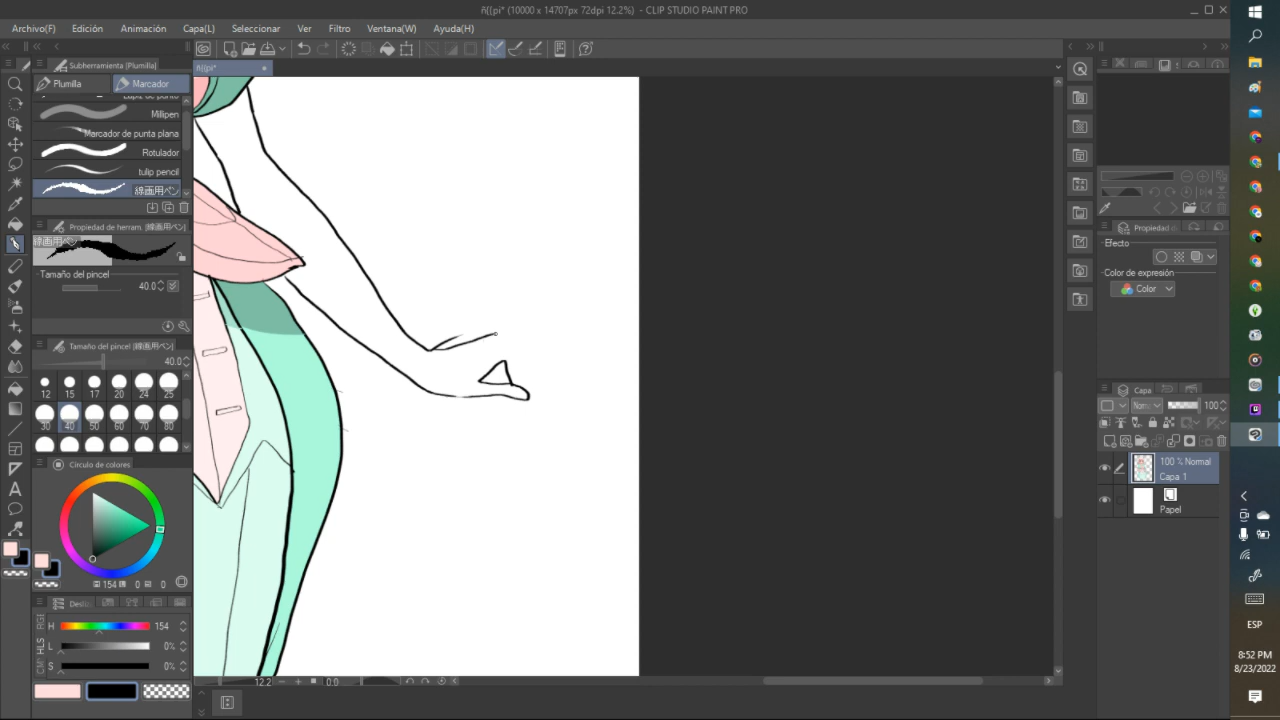 ñ((pi* (10000 x 14707px 72dpi 12.2%) - CLIP STUDIO PAINT PRO
Archivo(F) Edición Animación Capa(L) Seleccionar Ver Filtro Ventana(W) Ayuda(H)
Subherramienta (Plumilla)
ñ((pi*
Plumilla Marcador
Millipen
Marcador de punta plana
Rotulador
tulip pencil
線画用ペン
Propiedad de herram. (線画用ペン)
線画用ペン
Tamaño del pincel
40.0
Tamaño del pincel (線画用ペン)
40.0
12 15 17 20 24 25
30 40 50 60 70 80
Círculo de colores
154 0 0
H 154
L 0%
S 0%
HLS
12.2 0.0
Propiedad
Efecto
Color de expresión
Color
Capa
100
100 % Normal
Capa 1
Papel
ESP
8:52 PM
8/23/2022